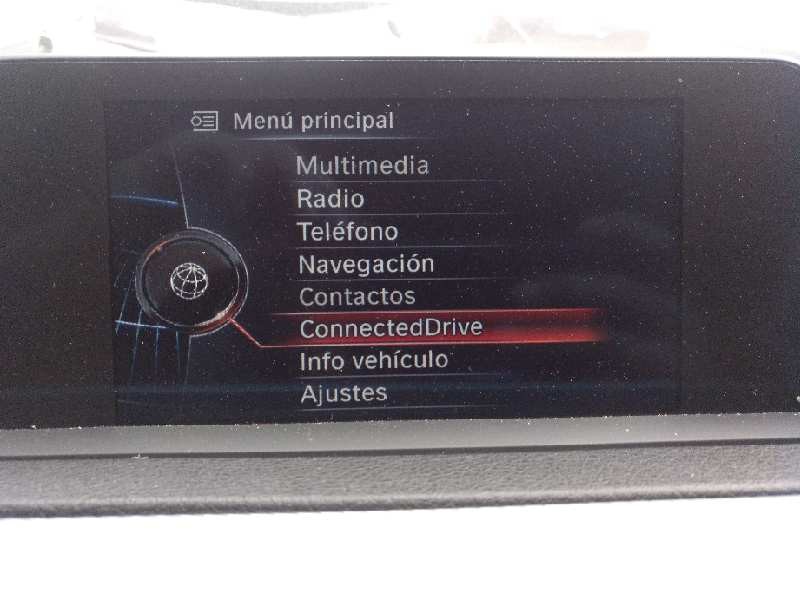 Menú principal
Multimedia
Radio
Teléfono
Navegación
Contactos
ConnectedDrive
Info vehículo
Ajustes